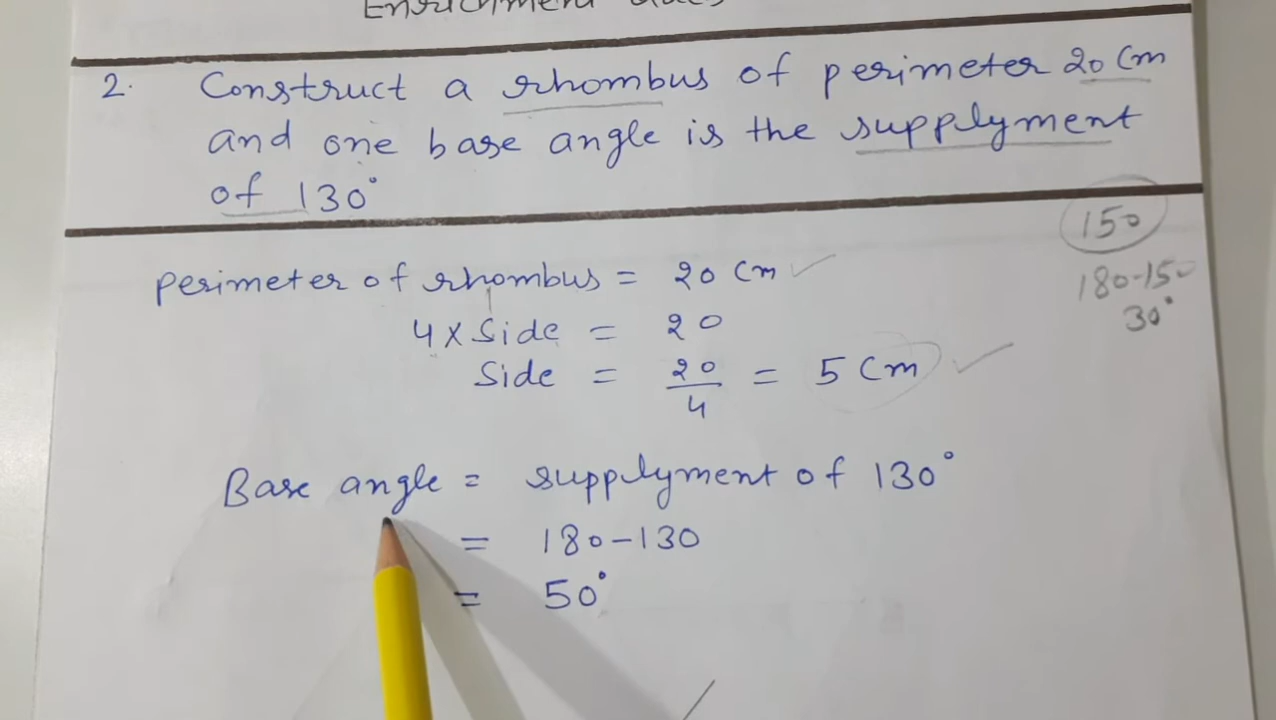 Enrichment
2. Construct a rhombus of perimeter 20 cm
and one base angle is the supplyment
of 130°
150
perimeter of rhombus = 20 cm ✓
180-150
30°
4 x Side = 20
Side = 20/4 = 5 cm ✓
Base angle = supplyment of 130°
= 180-130
= 50°